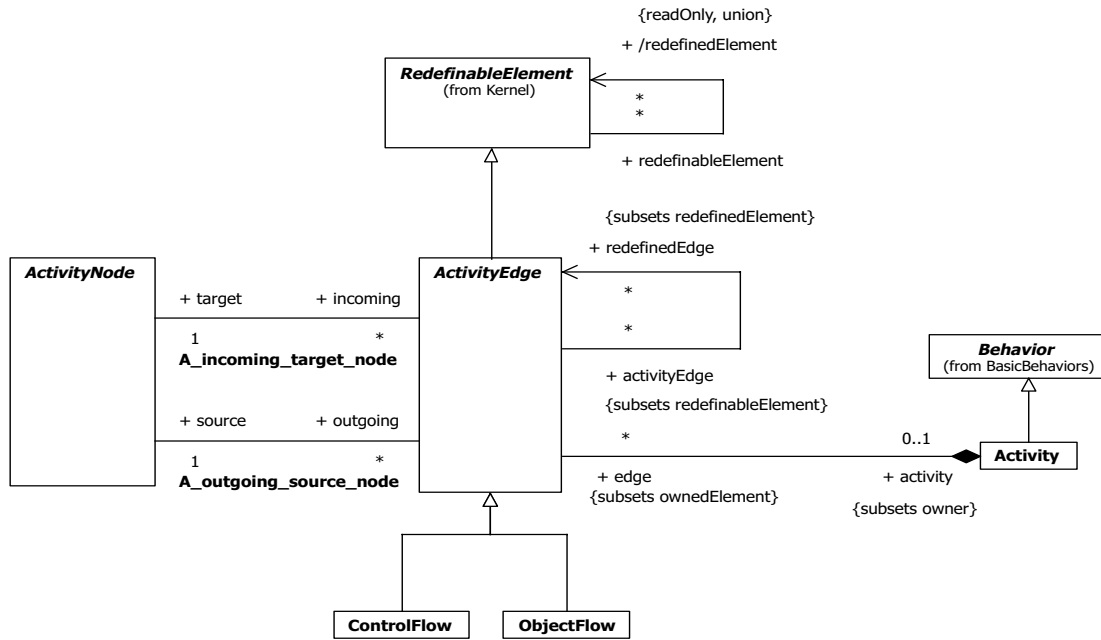 {readOnly, union}
+ /redefinedElement
RedefinableElement
(from Kernel)
*
*
+ redefinableElement
{subsets redefinedElement}
+ redefinedEdge
ActivityNode
ActivityEdge
+ target
+ incoming
*
1
*
A_incoming_target_node
*
Behavior
(from BasicBehaviors)
+ activityEdge
{subsets redefinableElement}
+ source
+ outgoing
*
0..1
Activity
1
*
A_outgoing_source_node
+ edge
{subsets ownedElement}
+ activity
{subsets owner}
ControlFlow
ObjectFlow